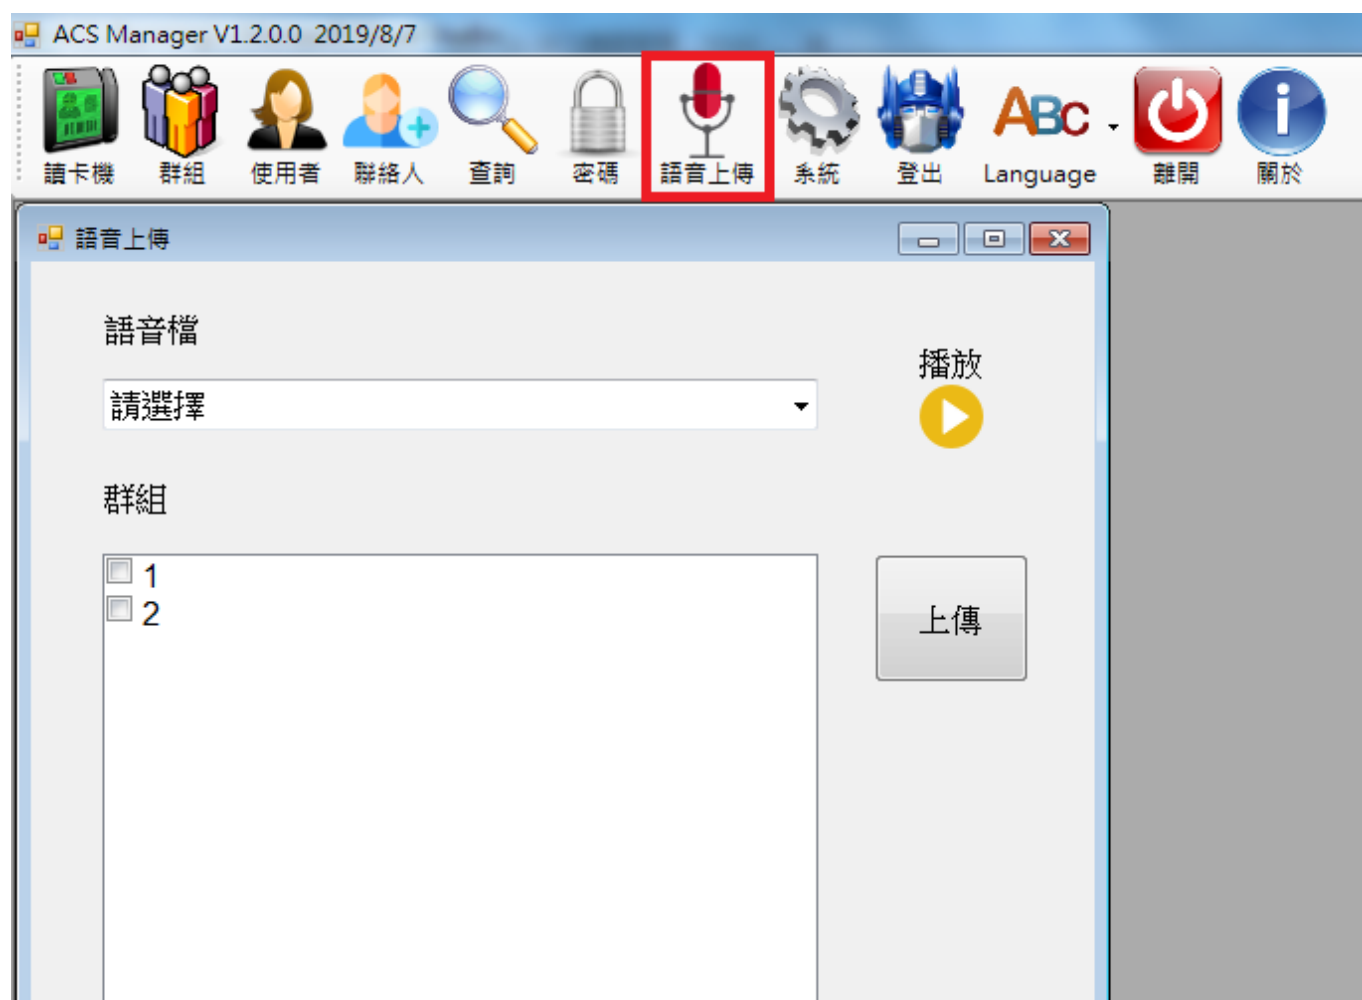 ACS Manager V1.2.0.0 2019/8/7
讀卡機 群組 使用者 聯絡人 查詢 密碼 語音上傳 系統 登出 Language 離開 關於
語音上傳
語音檔
播放
請選擇
群組
1
2
上傳